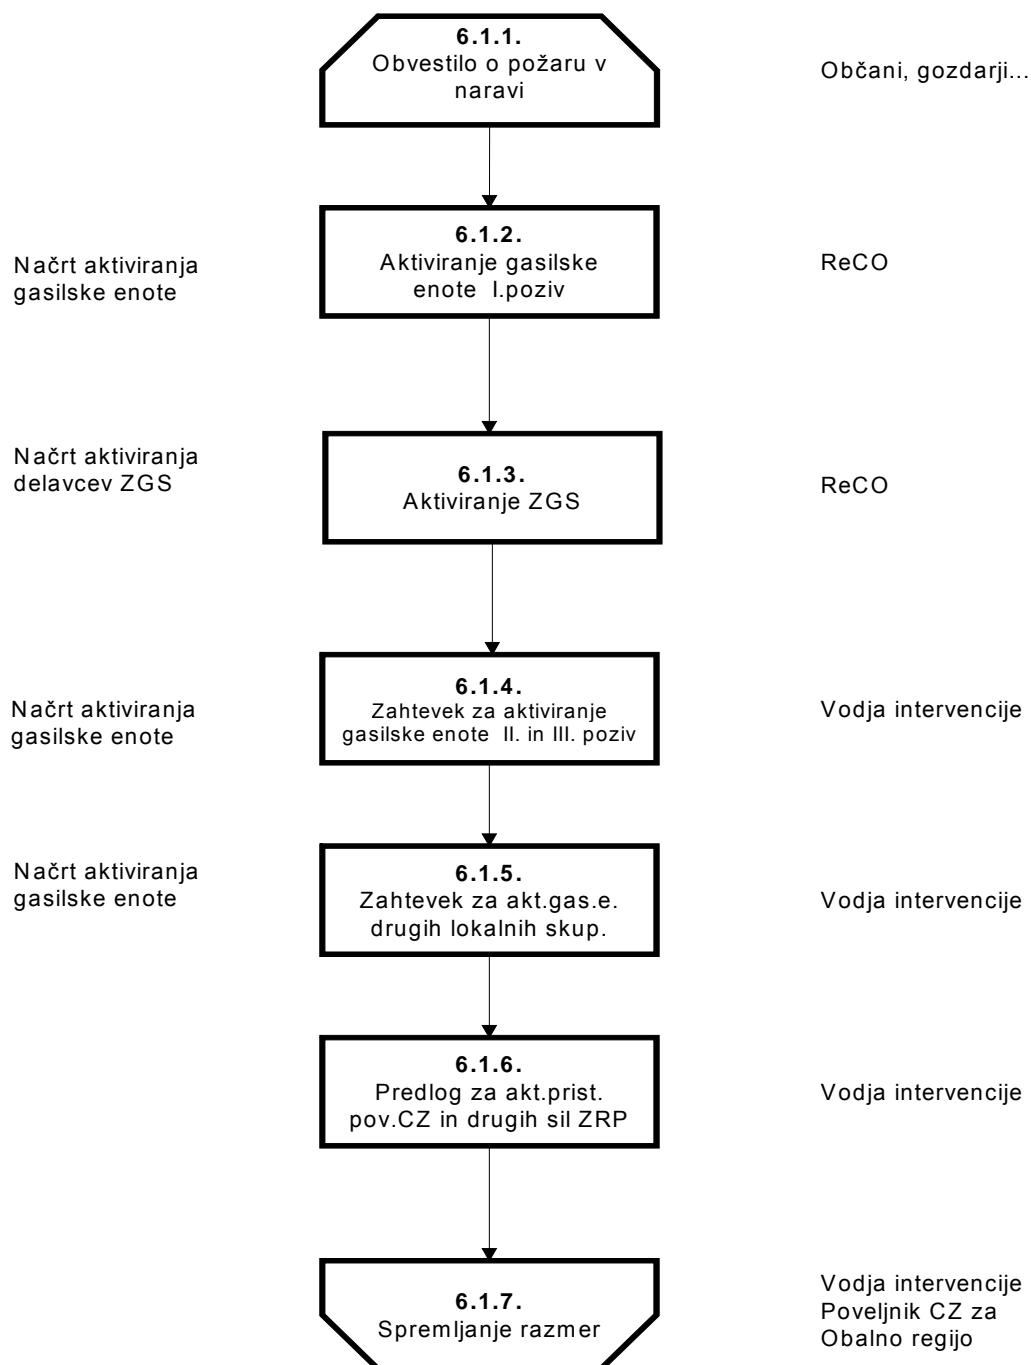 6.1.1.
Obvestilo o požaru v
naravi
Občani, gozdarji...
Načrt aktiviranja
gasilske enote
6.1.2.
Aktiviranje gasilske
enote I.poziv
ReCO
Načrt aktiviranja
delavcev ZGS
6.1.3.
Aktiviranje ZGS
ReCO
Načrt aktiviranja
gasilske enote
6.1.4.
Zahtevek za aktiviranje
gasilske enote II. in III. poziv
Vodja intervencije
Načrt aktiviranja
gasilske enote
6.1.5.
Zahtevek za akt.gas.e.
drugih lokalnih skup.
Vodja intervencije
6.1.6.
Predlog za akt.prist.
pov.CZ in drugih sil ZRP
Vodja intervencije
6.1.7.
Spremljanje razmer
Vodja intervencije
Poveljnik CZ za
Obalno regijo